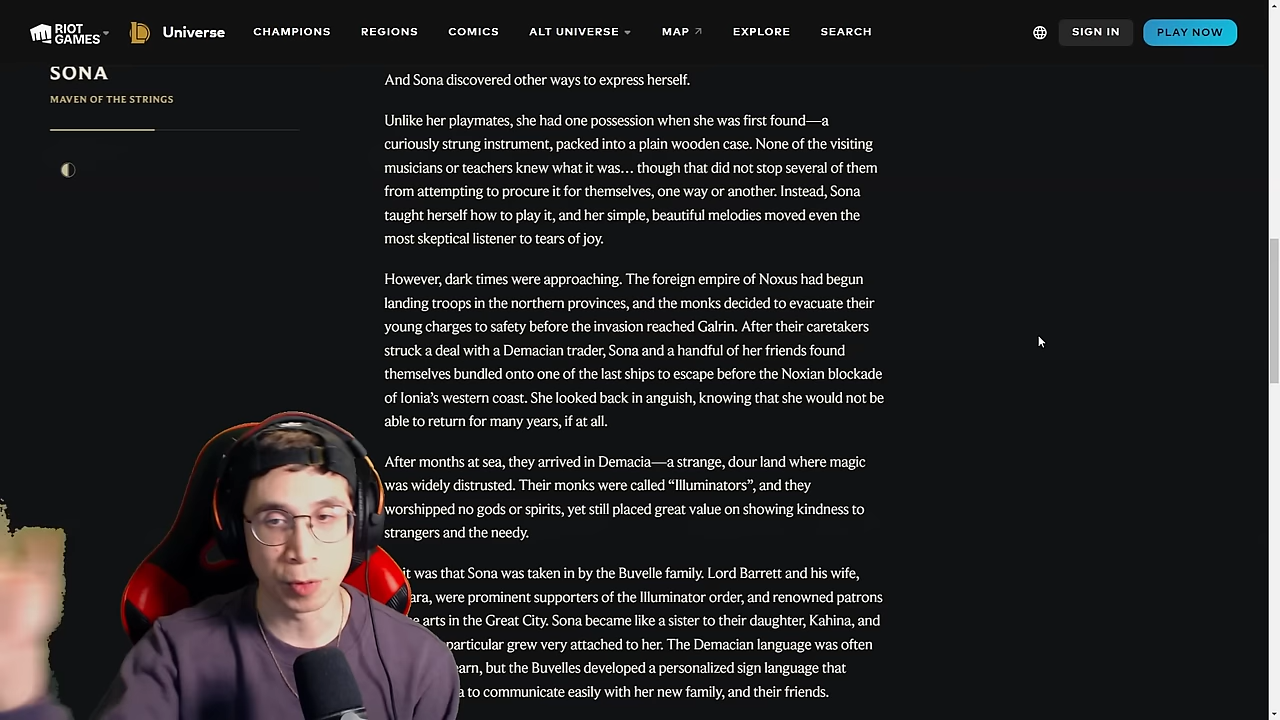 RIOT GAMES
Universe
CHAMPIONS
REGIONS
COMICS
ALT UNIVERSE
MAP
EXPLORE
SEARCH
SIGN IN
PLAY NOW
SONA
MAVEN OF THE STRINGS
And Sona discovered other ways to express herself.
Unlike her playmates, she had one possession when she was first found—a
curiously strung instrument, packed into a plain wooden case. None of the visiting
musicians or teachers knew what it was… though that did not stop several of them
from attempting to procure it for themselves, one way or another. Instead, Sona
taught herself how to play it, and her simple, beautiful melodies moved even the
most skeptical listener to tears of joy.
However, dark times were approaching. The foreign empire of Noxus had begun
landing troops in the northern provinces, and the monks decided to evacuate their
young charges to safety before the invasion reached Galrin. After their caretakers
struck a deal with a Demacian trader, Sona and a handful of her friends found
themselves bundled onto one of the last ships to escape before the Noxian blockade
of Ionia’s western coast. She looked back in anguish, knowing that she would not be
able to return for many years, if at all.
After months at sea, they arrived in Demacia—a strange, dour land where magic
was widely distrusted. Their monks were called “Illuminators”, and they
worshipped no gods or spirits, yet still placed great value on showing kindness to
strangers and the needy.
it was that Sona was taken in by the Buvelle family. Lord Barrett and his wife,
were prominent supporters of the Illuminator order, and renowned patrons
arts in the Great City. Sona became like a sister to their daughter, Kahina, and
particular grew very attached to her. The Demacian language was often
but the Buvelles developed a personalized sign language that
to communicate easily with her new family, and their friends.